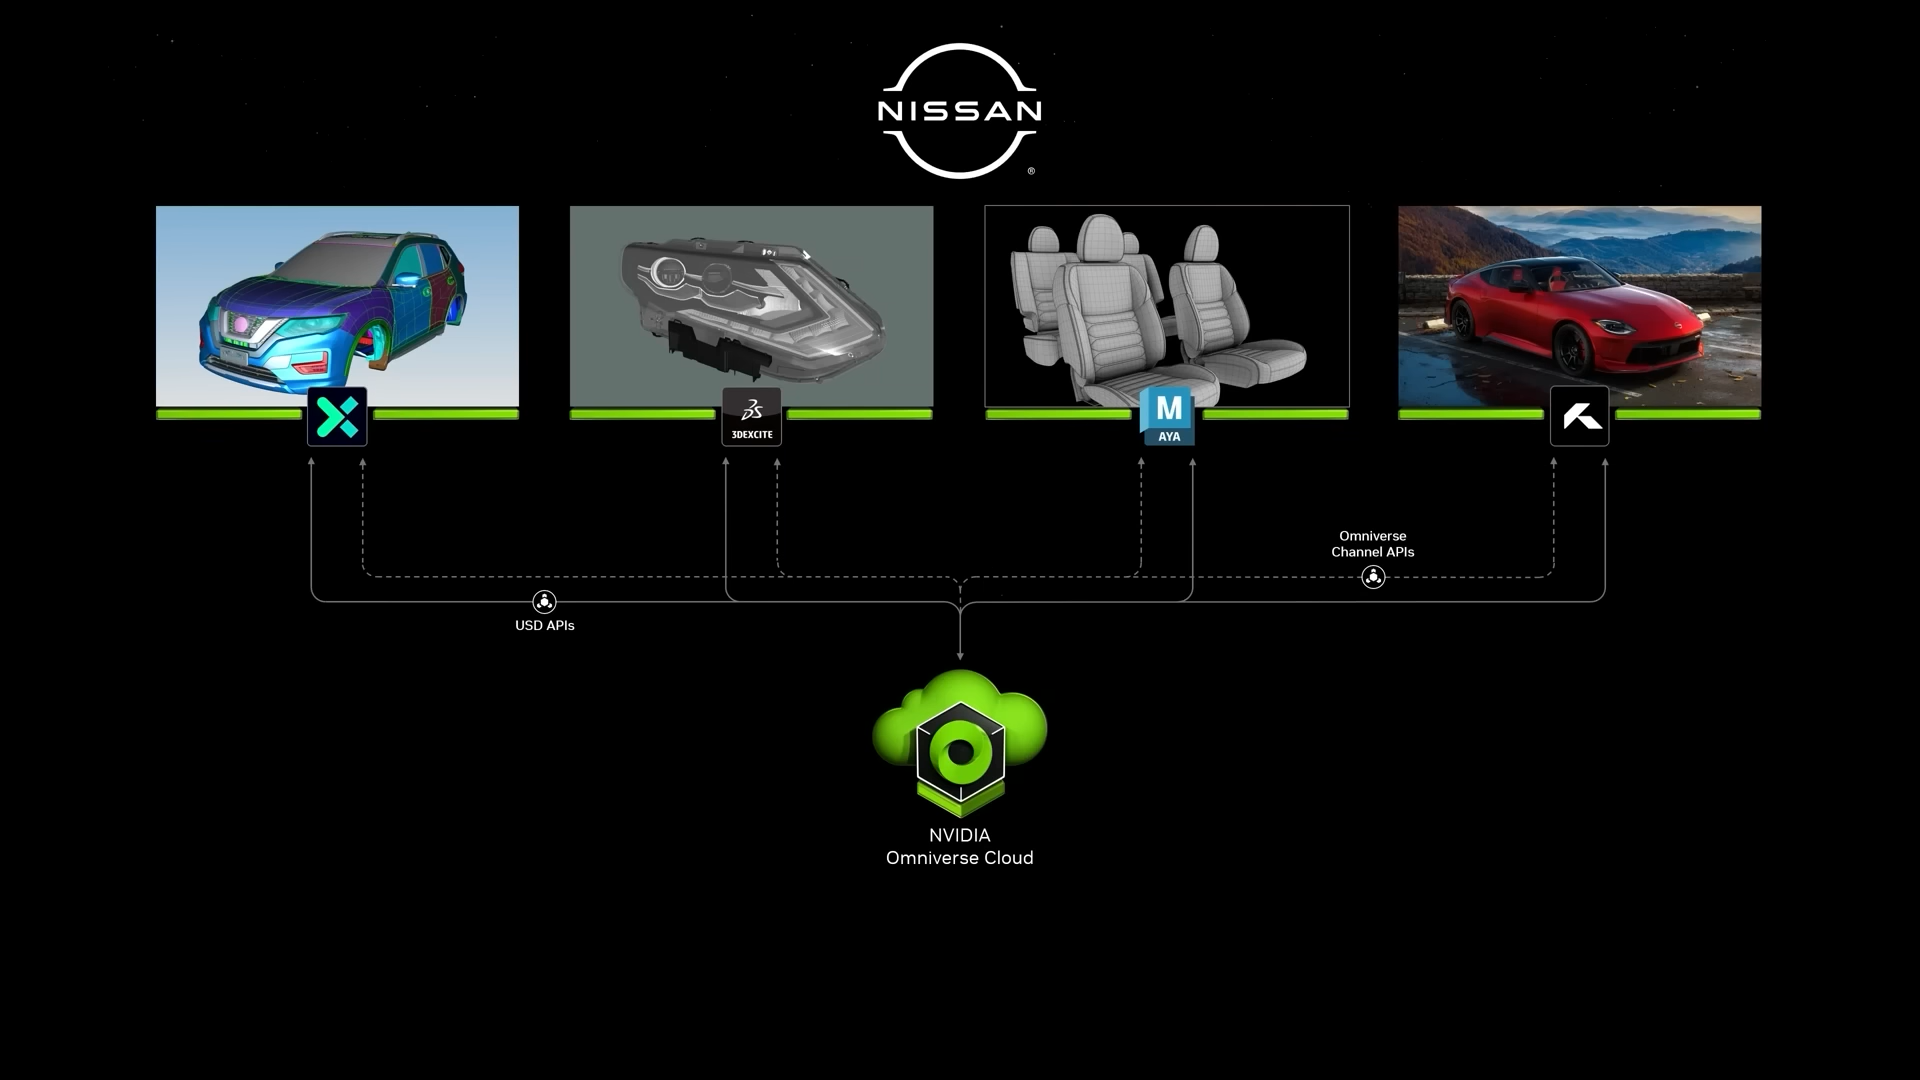 NISSAN
®
3DEXCITE
M
AYA
Omniverse
Channel APIs
USD APIs
NVIDIA
Omniverse Cloud